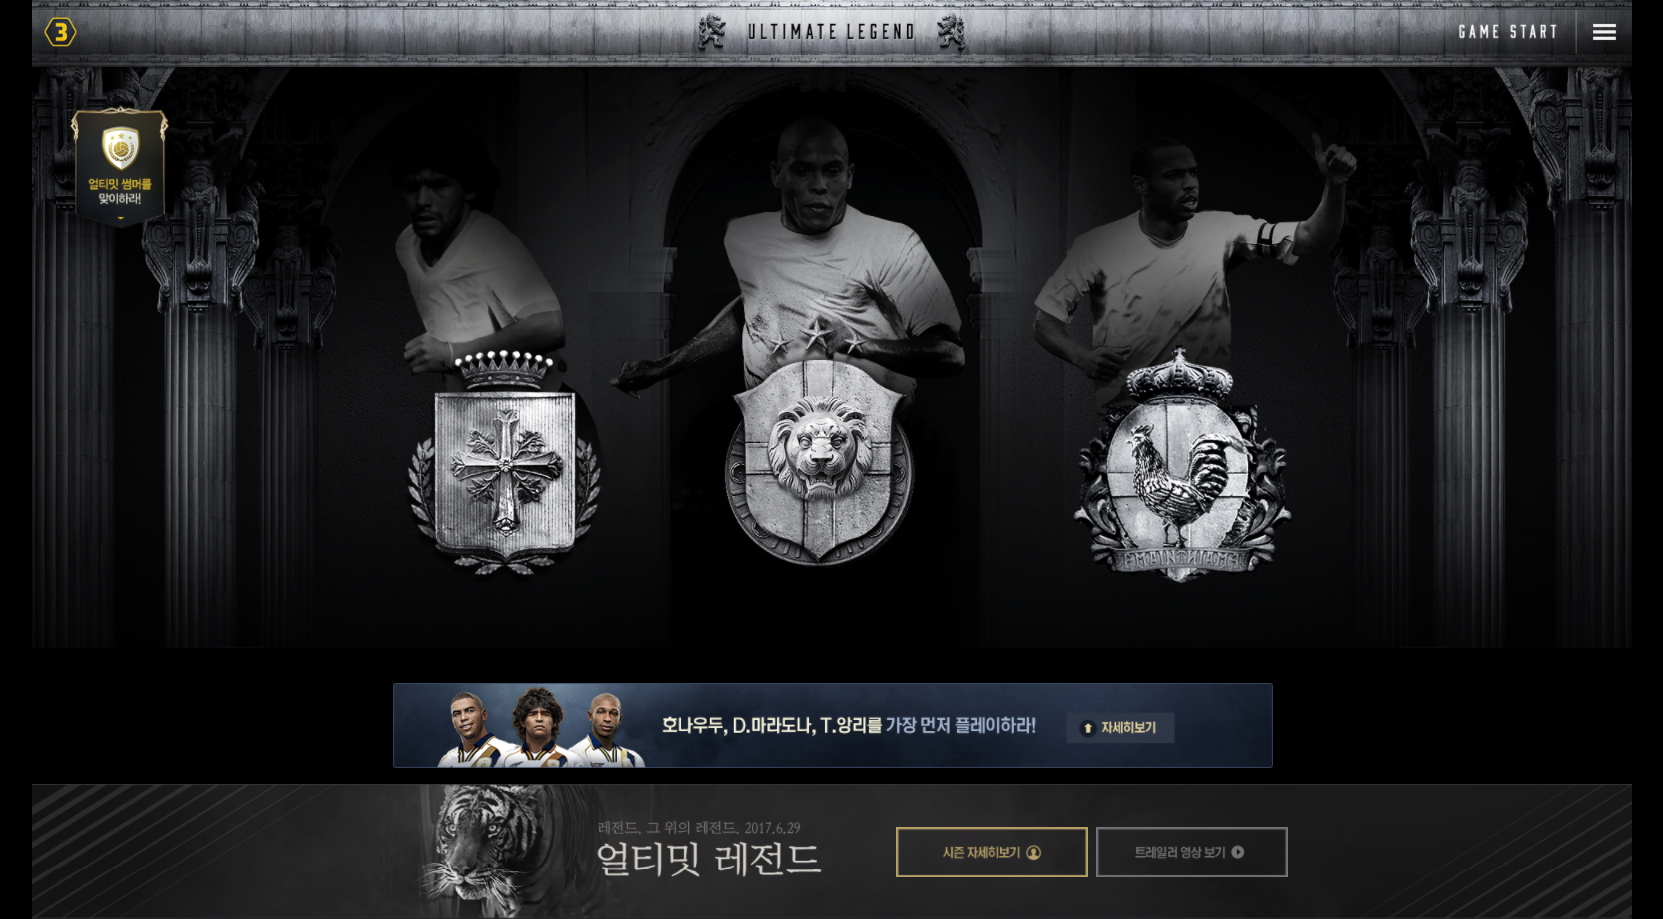 3
ULTIMATE LEGEND
GAME START
얼티밋 썸머를
맞이하라!
호나우두, D.마라도나, T.앙리를 가장 먼저 플레이하라!
자세히보기
레전드, 그 위의 레전드. 2017.6.29
얼티밋 레전드
시즌 자세히보기
트레일러 영상 보기